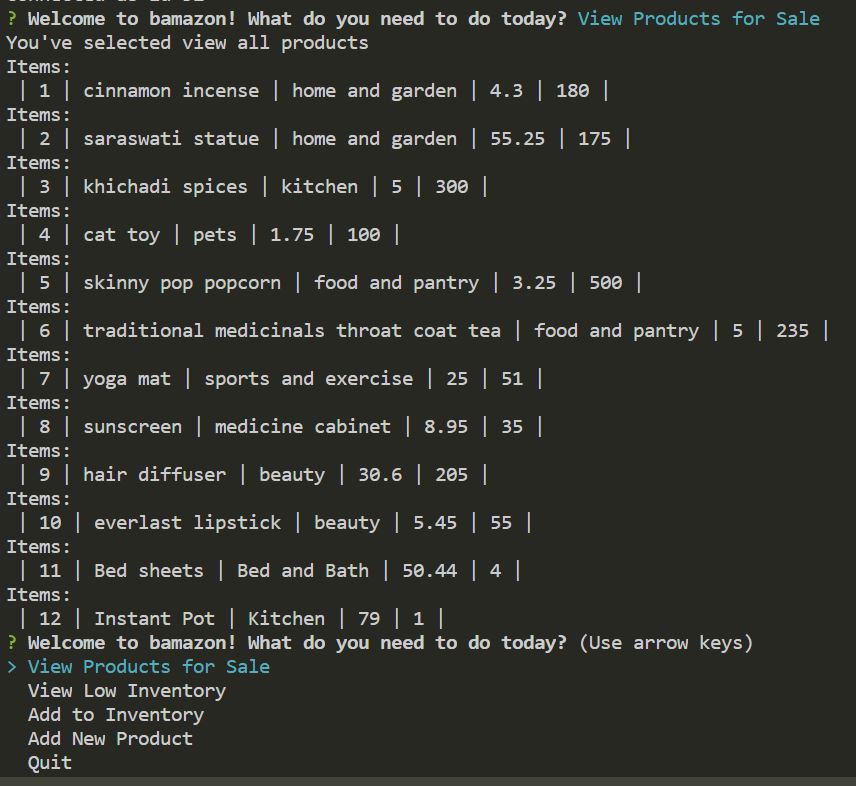 ? Welcome to bamazon! What do you need to do today? View Products for Sale
You've selected view all products
Items:
| 1 | cinnamon incense | home and garden | 4.3 | 180 |
Items:
| 2 | saraswati statue | home and garden | 55.25 | 175 |
Items:
| 3 | khichadi spices | kitchen | 5 | 300 |
Items:
| 4 | cat toy | pets | 1.75 | 100 |
Items:
| 5 | skinny pop popcorn | food and pantry | 3.25 | 500 |
Items:
| 6 | traditional medicinals throat coat tea | food and pantry | 5 | 235 |
Items:
| 7 | yoga mat | sports and exercise | 25 | 51 |
Items:
| 8 | sunscreen | medicine cabinet | 8.95 | 35 |
Items:
| 9 | hair diffuser | beauty | 30.6 | 205 |
Items:
| 10 | everlast lipstick | beauty | 5.45 | 55 |
Items:
| 11 | Bed sheets | Bed and Bath | 50.44 | 4 |
Items:
| 12 | Instant Pot | Kitchen | 79 | 1 |
? Welcome to bamazon! What do you need to do today? (Use arrow keys)
> View Products for Sale
View Low Inventory
Add to Inventory
Add New Product
Quit